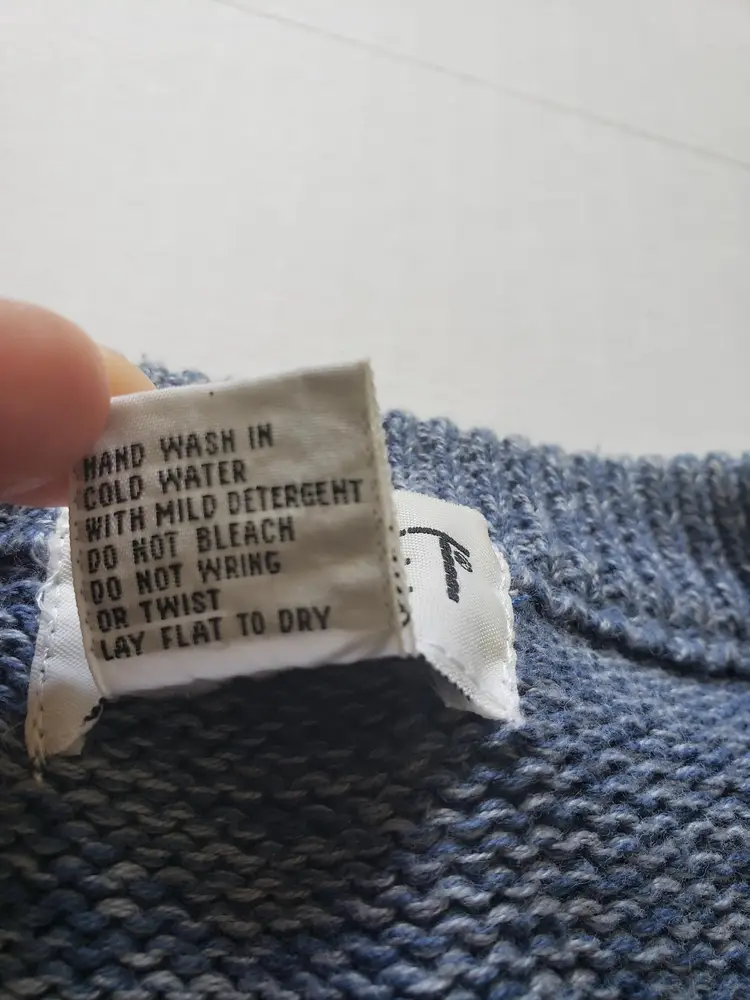 HAND WASH IN
COLD WATER
WITH MILD DETERGENT
DO NOT BLEACH
DO NOT WRING
OR TWIST
LAY FLAT TO DRY